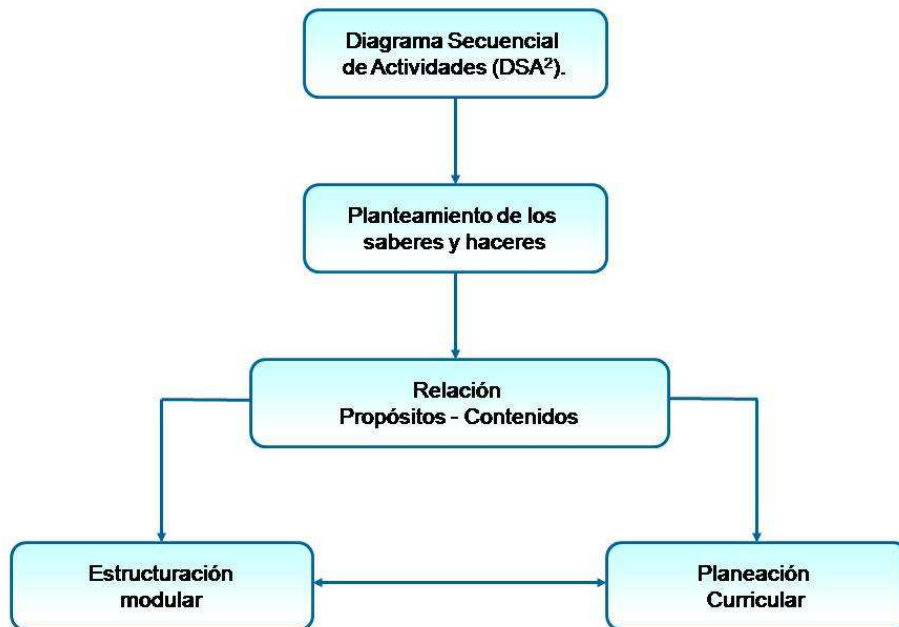 Diagrama Secuencial
de Actividades (DSA²).
Planteamiento de los
saberes y haceres
Relación
Propósitos - Contenidos
Estructuración
modular
Planeación
Curricular